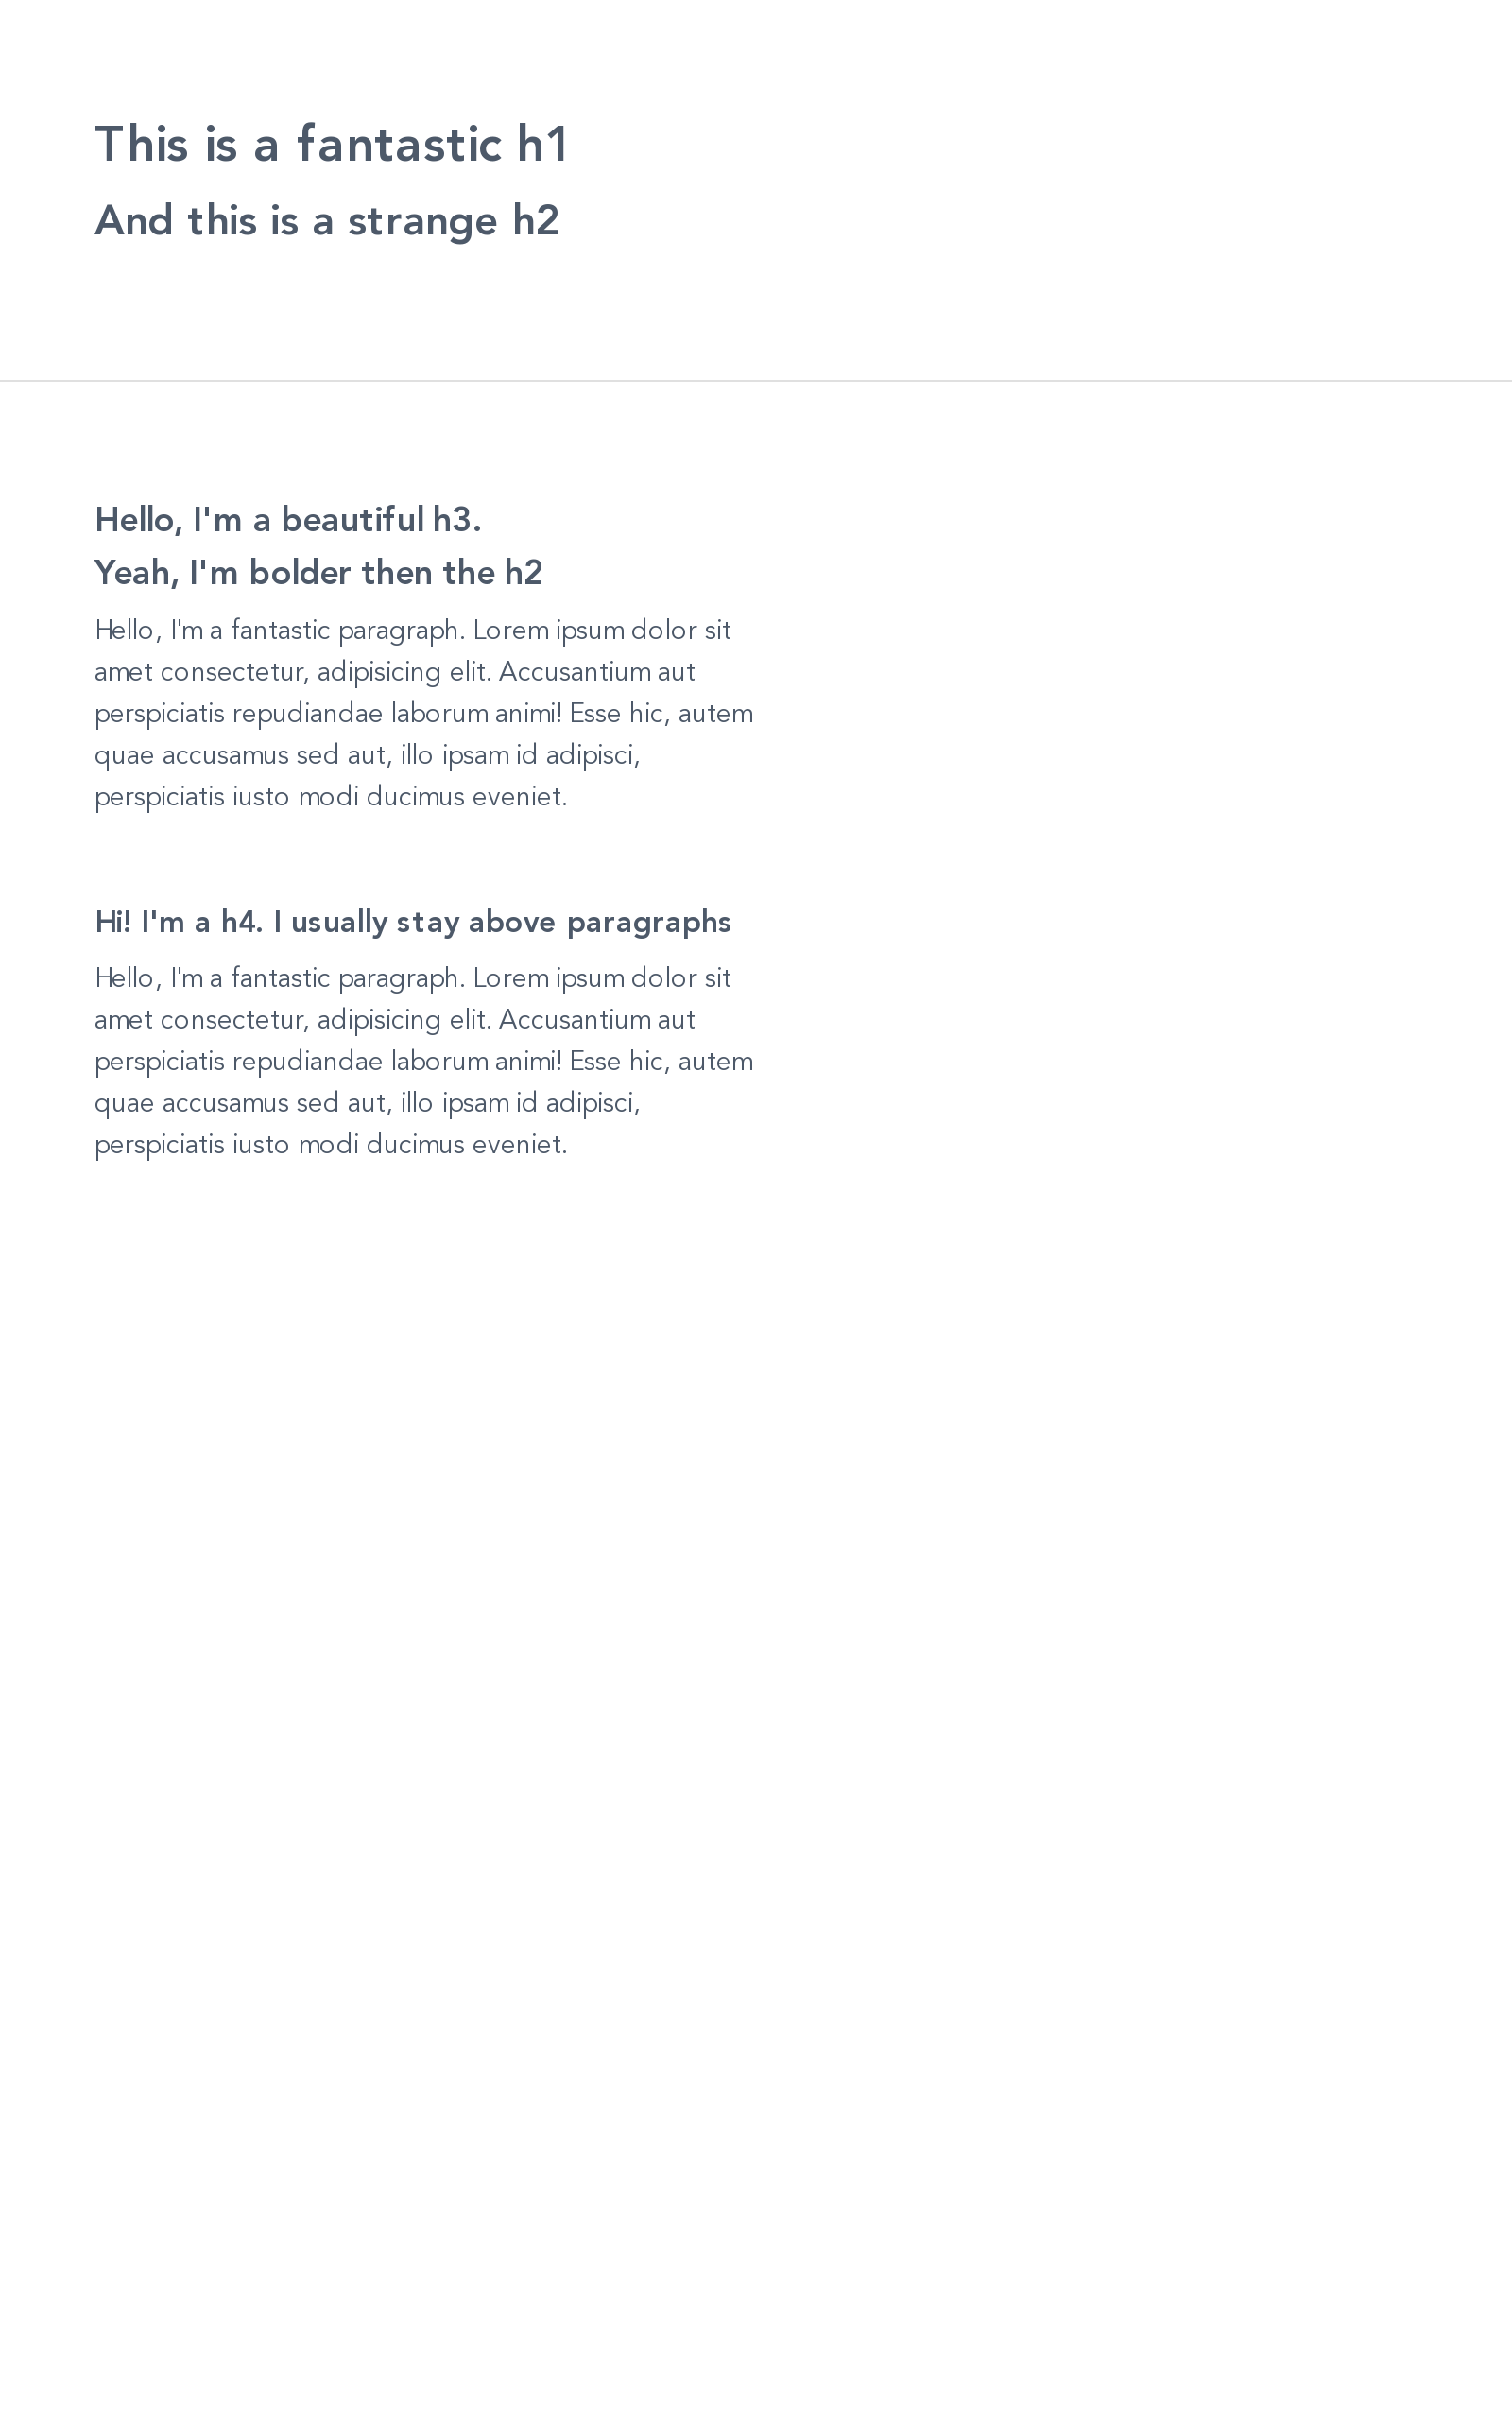 This is a fantastic h1
And this is a strange h2
Hello, I'm a beautiful h3.
Yeah, I'm bolder then the h2
Hello, I'm a fantastic paragraph. Lorem ipsum dolor sit
amet consectetur, adipisicing elit. Accusantium aut
perspiciatis repudiandae laborum animi! Esse hic, autem
quae accusamus sed aut, illo ipsam id adipisci,
perspiciatis iusto modi ducimus eveniet.
Hi! I'm a h4. I usually stay above paragraphs
Hello, I'm a fantastic paragraph. Lorem ipsum dolor sit
amet consectetur, adipisicing elit. Accusantium aut
perspiciatis repudiandae laborum animi! Esse hic, autem
quae accusamus sed aut, illo ipsam id adipisci,
perspiciatis iusto modi ducimus eveniet.